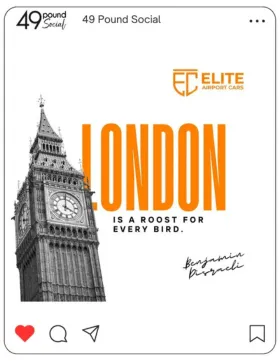 49 pound Social
49 Pound Social
EC ELITE
AIRPORT CARS
LONDON
IS A ROOST FOR
EVERY BIRD.
Benjamin
Disraeli